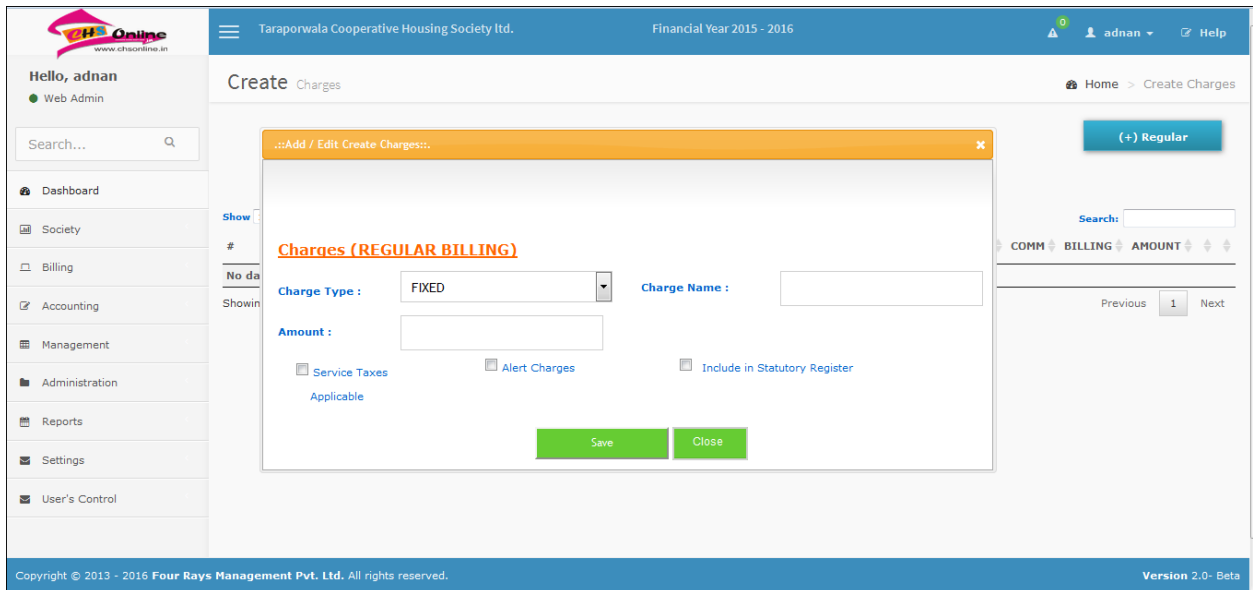 CHS Online
www.chsonline.in
Taraporwala Cooperative Housing Society ltd.
Financial Year 2015 - 2016
0
adnan
Help
Hello, adnan
Web Admin
Search...
Dashboard
Society
Billing
Accounting
Management
Administration
Reports
Settings
User's Control
Create Charges
Home > Create Charges
(+) Regular
.::Add / Edit Create Charges::.
Show
Search:
#
COMM BILLING AMOUNT
No da
Showin
Previous 1 Next
Charges (REGULAR BILLING)
Charge Type : FIXED
Charge Name :
Amount :
Service Taxes
Applicable
Alert Charges
Include in Statutory Register
Save
Close
Copyright © 2013 - 2016 Four Rays Management Pvt. Ltd. All rights reserved.
Version 2.0- Beta